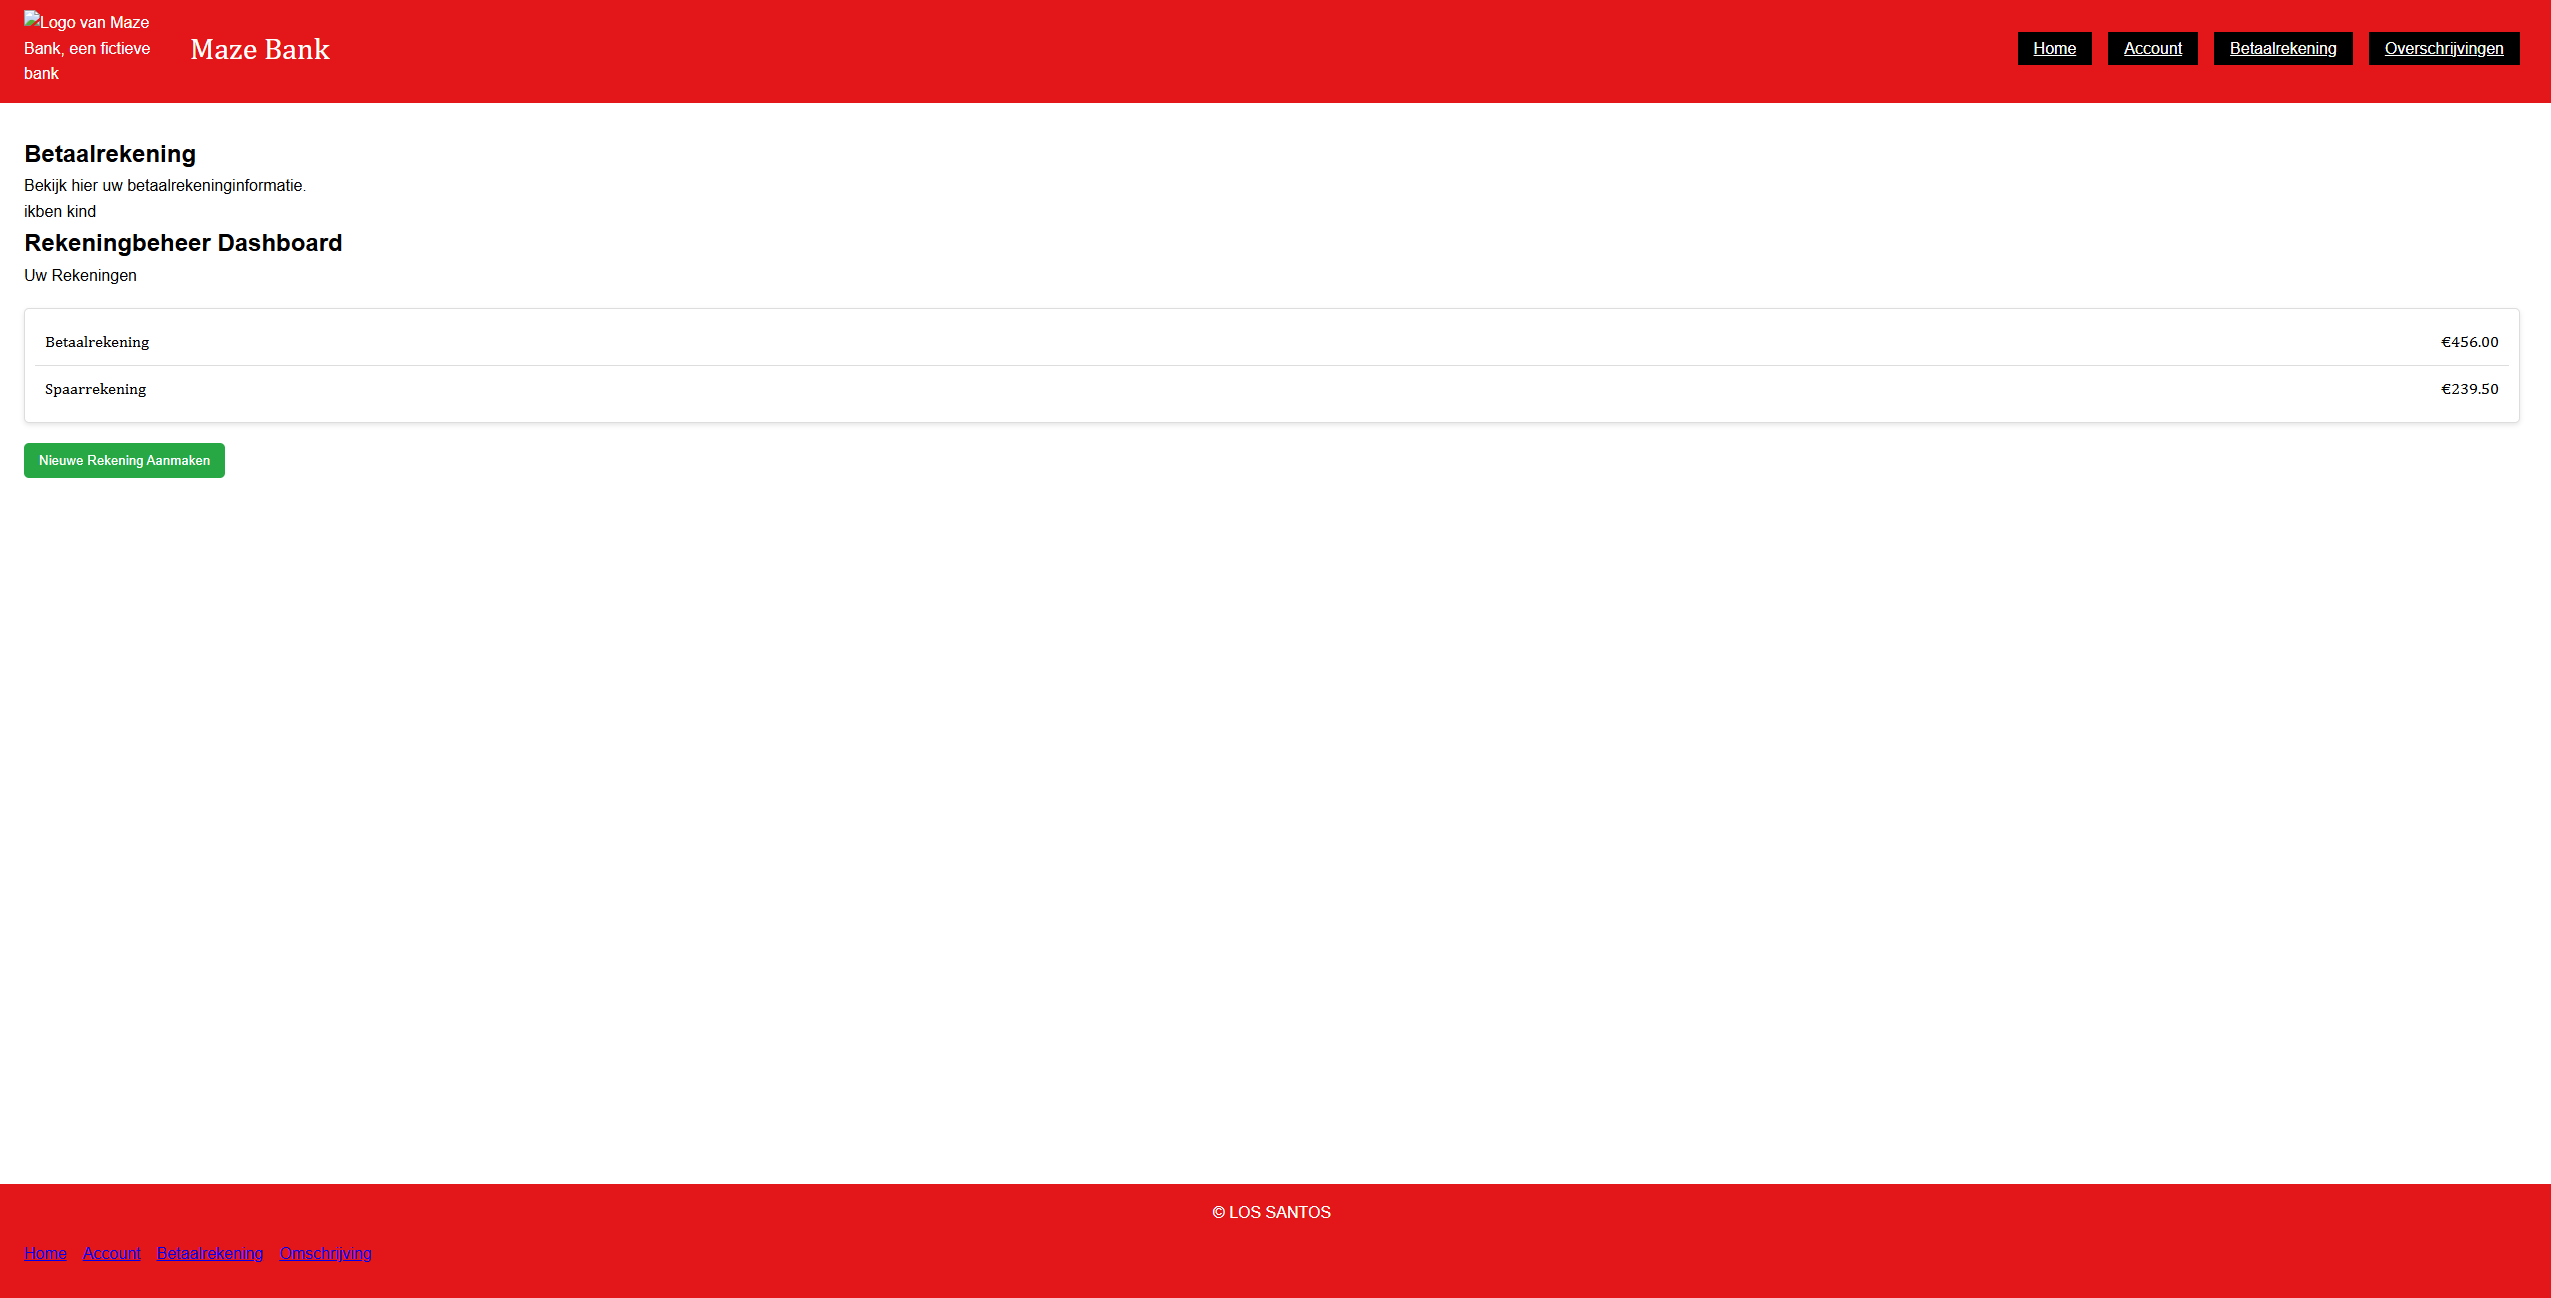 Logo van Maze
Bank, een fictieve
bank
Maze Bank
Home Account Betaalrekening Overschrijvingen
Betaalrekening
Bekijk hier uw betaalrekeninginformatie.
ikben kind
Rekeningbeheer Dashboard
Uw Rekeningen
Betaalrekening €456.00
Spaarrekening €239.50
Nieuwe Rekening Aanmaken
© LOS SANTOS
Home Account Betaalrekening Omschrijving